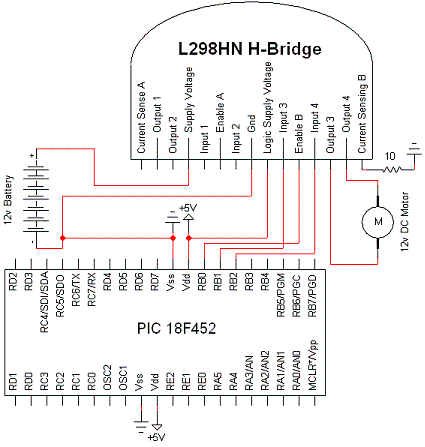 L298HN H-Bridge
Current Sense A
Output 1
Output 2
Supply Voltage
Input 1
Enable A
Input 2
Gnd
Logic Supply Voltage
Input 3
Enable B
Input 4
Output 3
Output 4
Current Sensing B
10
+
12v Battery
-
+5V
M
12v DC Motor
RD2
RD3
RC4/SDI/SDA
RC5/SDO
RC6/TX
RC7/RX
RD4
RD5
RD6
RD7
Vss
Vdd
RB0
RB1
RB2
RB3
RB4
RB5/PGM
RB6/PGC
RB7/PGD
PIC 18F452
RD1
RD0
RC3
RC2
RC1
RC0
OSC2
OSC1
Vss
Vdd
RE2
RE1
RE0
RA5
RA4
RA3/AN
RA2/AN2
RA1/AN1
RA0/AN0
MCLR*/Vpp
+5V